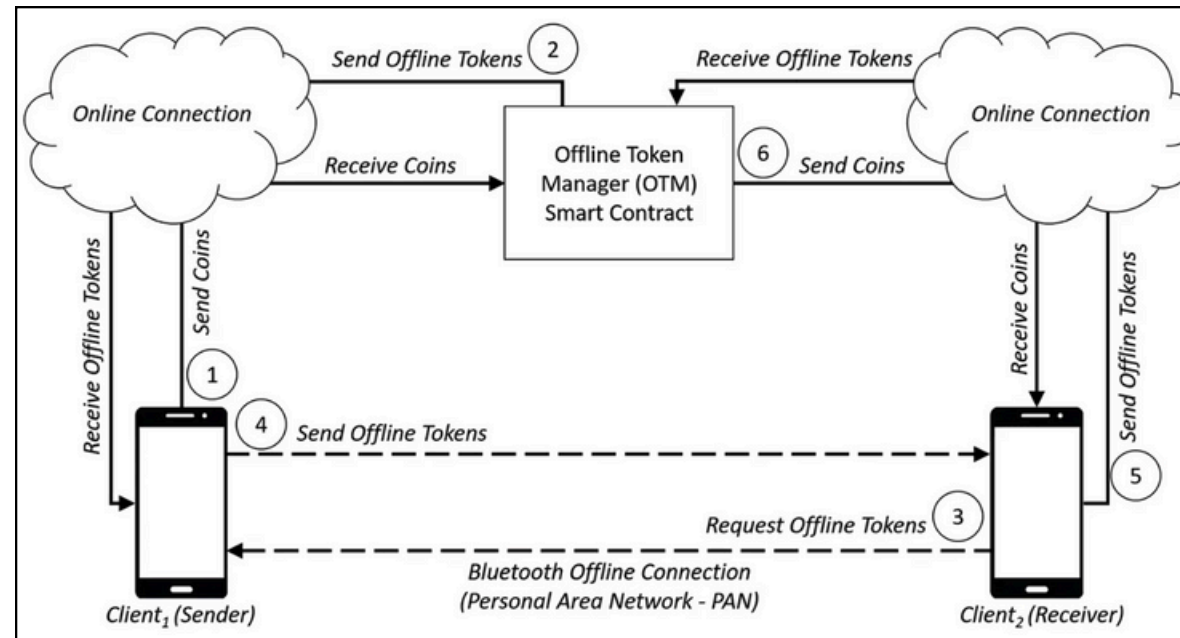 Send Offline Tokens
2
Receive Offline Tokens
Online Connection
Online Connection
Offline Token
Manager (OTM)
Smart Contract
6
Receive Coins
Send Coins
Receive Offline Tokens
Send Coins
Receive Coins
Send Offline Tokens
1
4
Send Offline Tokens
5
Request Offline Tokens
3
Bluetooth Offline Connection
(Personal Area Network - PAN)
Client₁ (Sender)
Client₂ (Receiver)